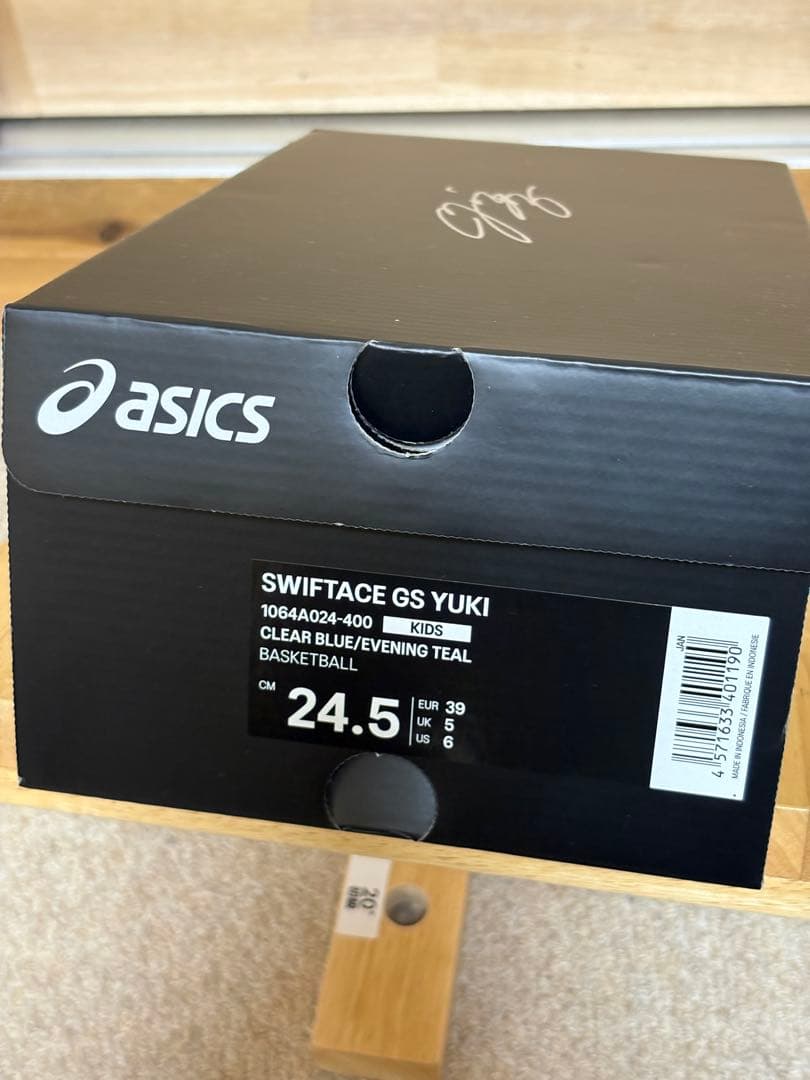 asics
SWIFTACE GS YUKI
1064A024-400 KIDS
CLEAR BLUE/EVENING TEAL
BASKETBALL
CM 24.5
EUR 39
UK 5
US 6
JAN
4 571633 401190
MADE IN INDONESIA / FABRIQUE EN INDONESIE
20